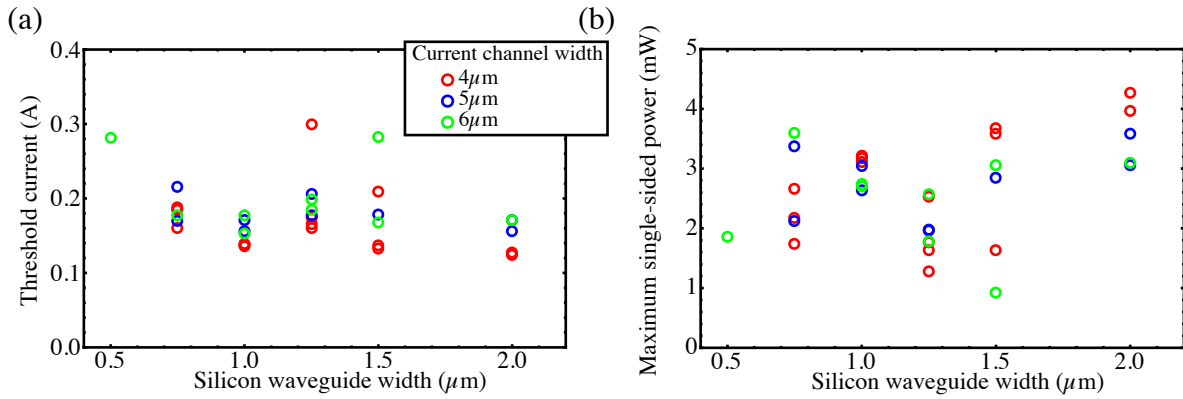 (a)
Threshold current (A)
0.4
0.3
0.2
0.1
0.0
0.5
1.0
1.5
2.0
Silicon waveguide width (µm)
Current channel width
4µm
5µm
6µm
(b)
Maximum single-sided power (mW)
5
4
3
2
1
0
0.5
1.0
1.5
2.0
Silicon waveguide width (µm)